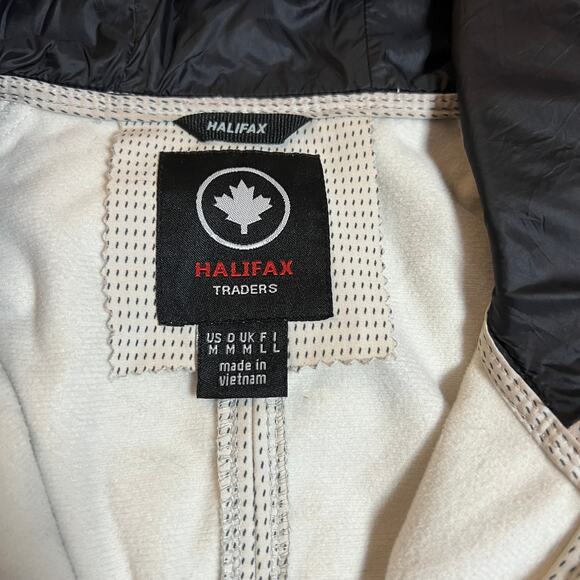 HALIFAX
HALIFAX
TRADERS
US D UK F I
M M M L L
made in
vietnam